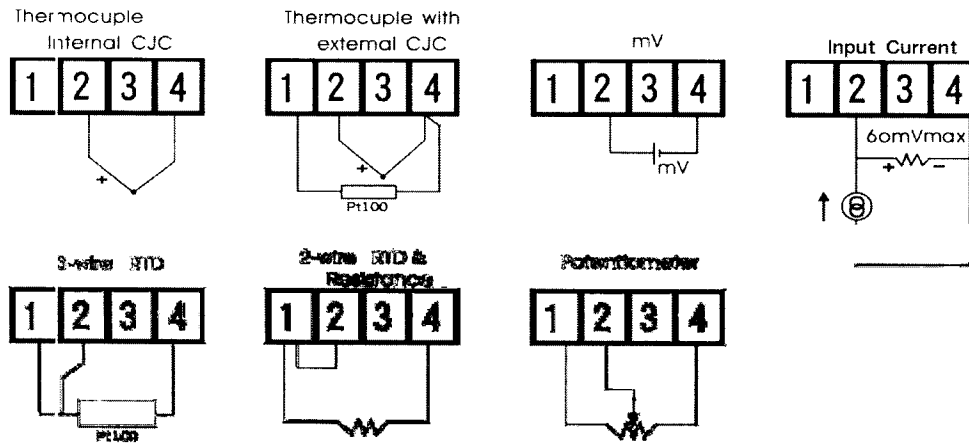 Thermocuple
Internal CJC
1 2 3 4
+
Thermocuple with
external CJC
1 2 3 4
+
Pt100
mV
1 2 3 4
mV
Input Current
1 2 3 4
60mVmax
+ -
3-wire RTD
1 2 3 4
Pt100
2-wire RTD &
Resistance
1 2 3 4
Potentiometer
1 2 3 4